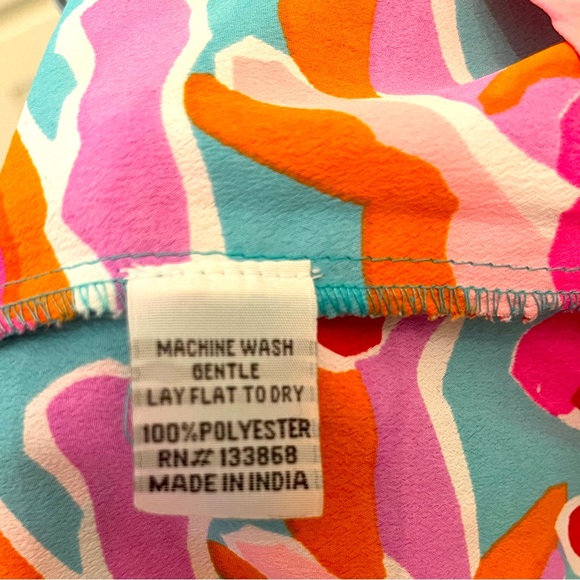 MACHINE WASH
GENTLE
LAY FLAT TO DRY
100%POLYESTER
RN# 133868
MADE IN INDIA